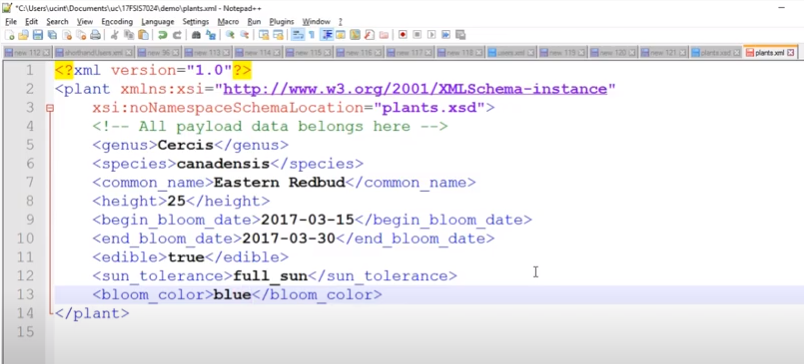 *C:\Users\ucint\Documents\uc\17FSIS7024\demo\plants.xml - Notepad++
File Edit Search View Encoding Language Settings Macro Run Plugins Window ?
new 112 shorthandUsers.xml new 96 new 113 new 114 new 115 new 116 new 117 new 118 users.xml new 119 new 120 new 121 plants.xsd plants.xml
1 <?xml version="1.0"?>
2 <plant xmlns:xsi="http://www.w3.org/2001/XMLSchema-instance"
3 xsi:noNamespaceSchemaLocation="plants.xsd">
4 <!-- All payload data belongs here -->
5 <genus>Cercis</genus>
6 <species>canadensis</species>
7 <common_name>Eastern Redbud</common_name>
8 <height>25</height>
9 <begin_bloom_date>2017-03-15</begin_bloom_date>
10 <end_bloom_date>2017-03-30</end_bloom_date>
11 <edible>true</edible>
12 <sun_tolerance>full_sun</sun_tolerance>
13 <bloom_color>blue</bloom_color>
14 </plant>
15